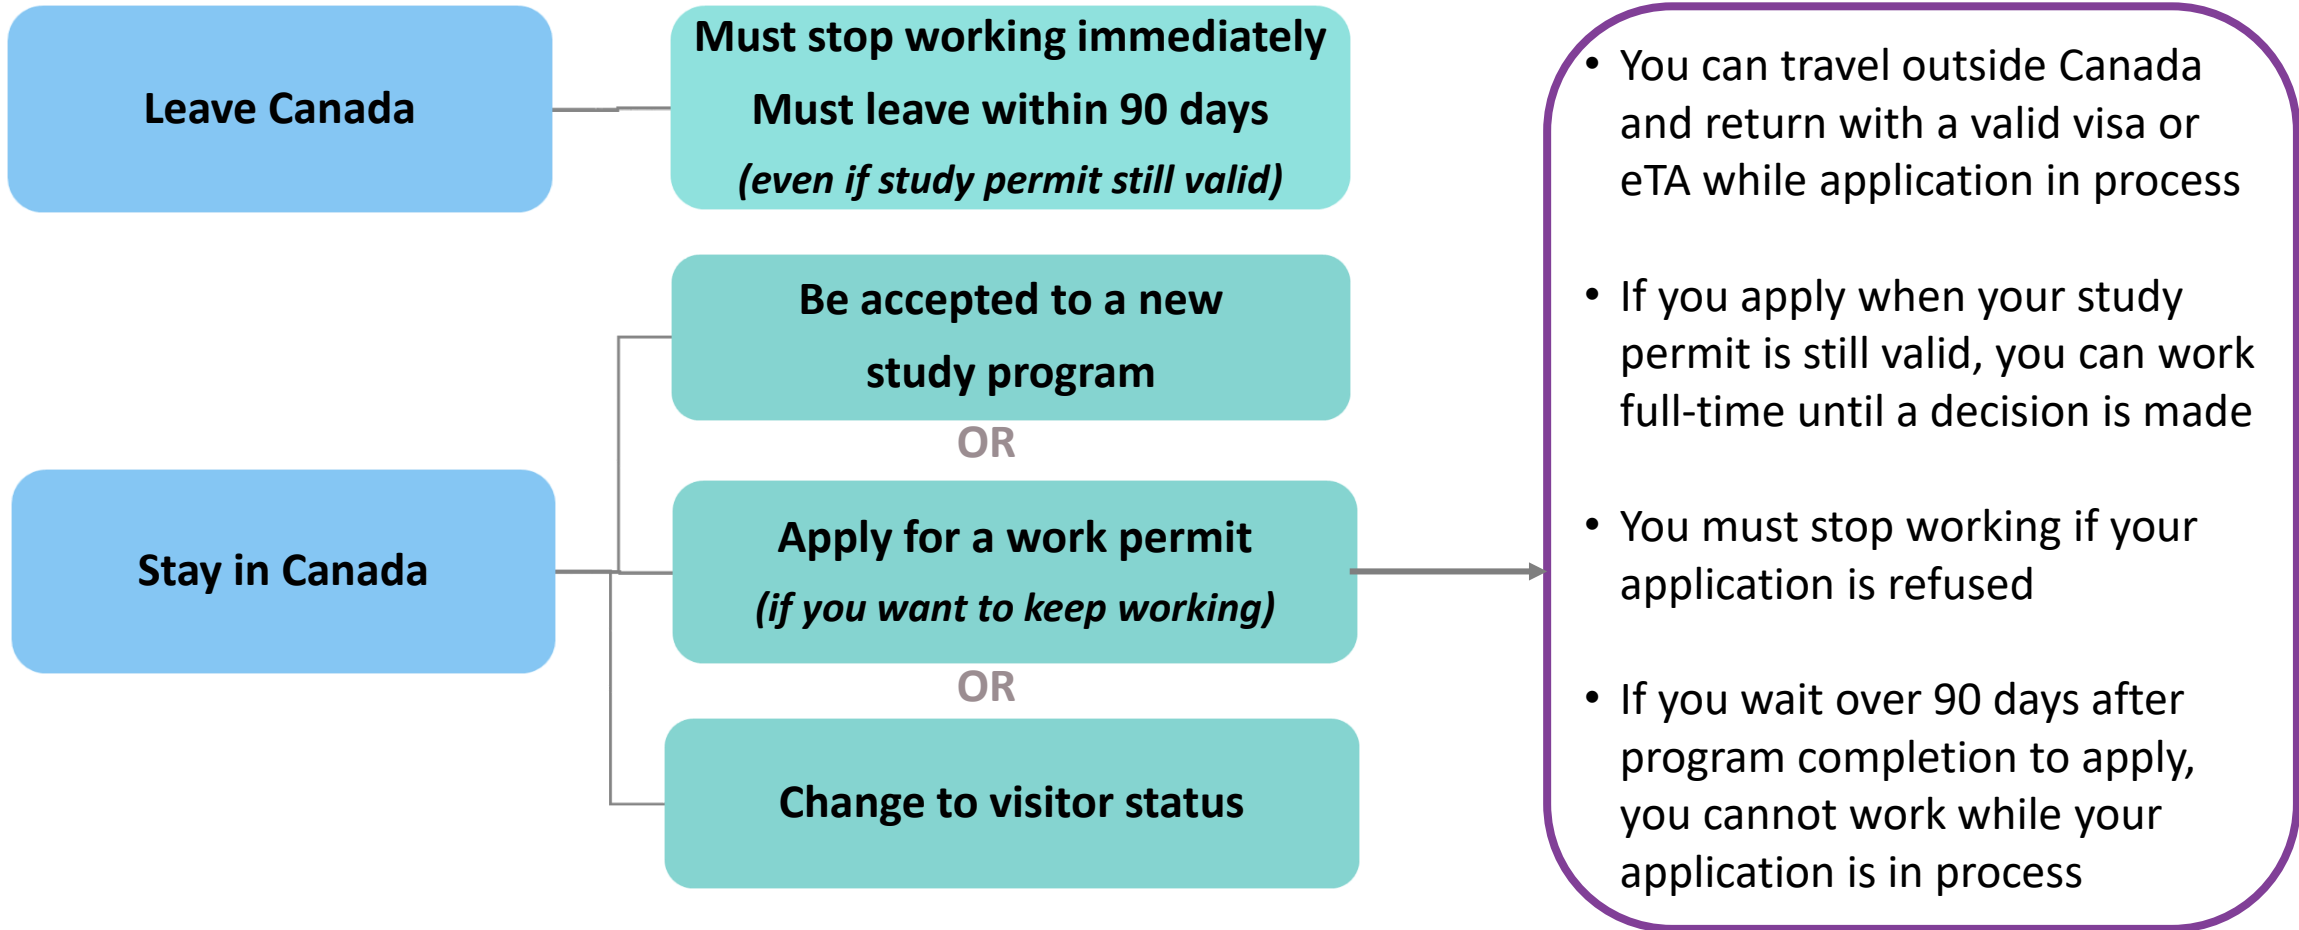 Leave Canada
Must stop working immediately
Must leave within 90 days
(even if study permit still valid)
Stay in Canada
Be accepted to a new
study program
OR
Apply for a work permit
(if you want to keep working)
OR
Change to visitor status
• You can travel outside Canada
and return with a valid visa or
eTA while application in process
• If you apply when your study
permit is still valid, you can work
full-time until a decision is made
• You must stop working if your
application is refused
• If you wait over 90 days after
program completion to apply,
you cannot work while your
application is in process